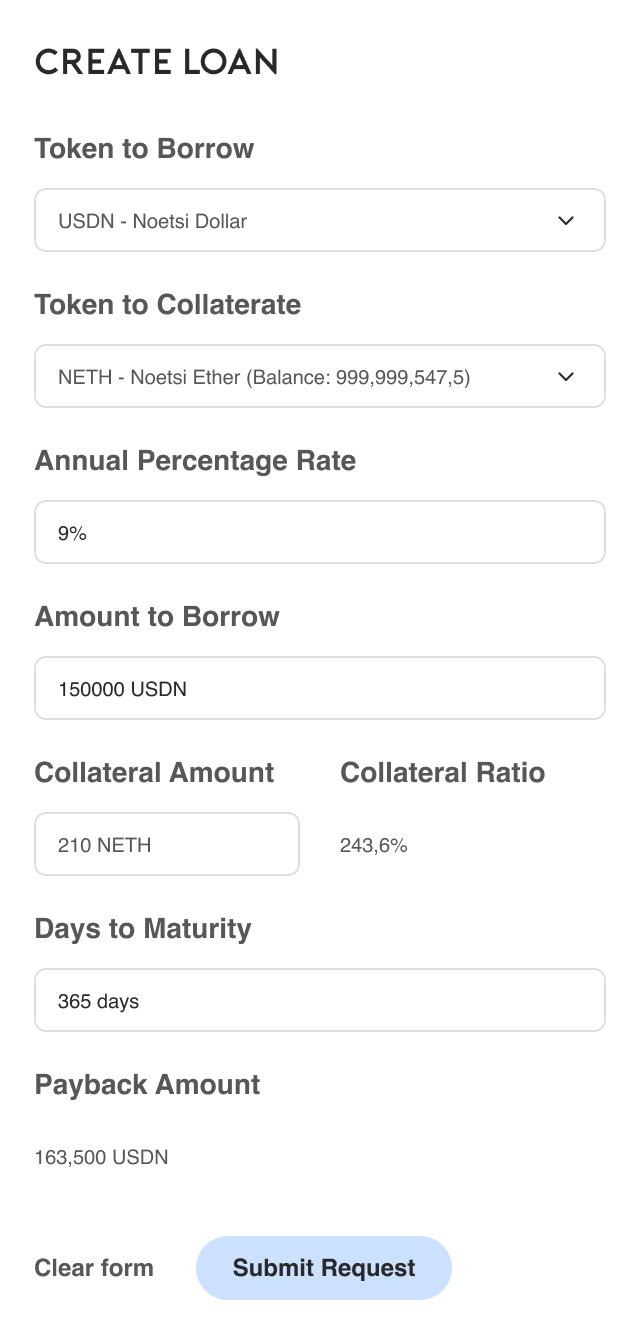 CREATE LOAN
Token to Borrow
USDN - Noetsi Dollar
Token to Collaterate
NETH - Noetsi Ether (Balance: 999,999,547,5)
Annual Percentage Rate
9%
Amount to Borrow
150000 USDN
Collateral Amount
Collateral Ratio
210 NETH
243,6%
Days to Maturity
365 days
Payback Amount
163,500 USDN
Clear form
Submit Request